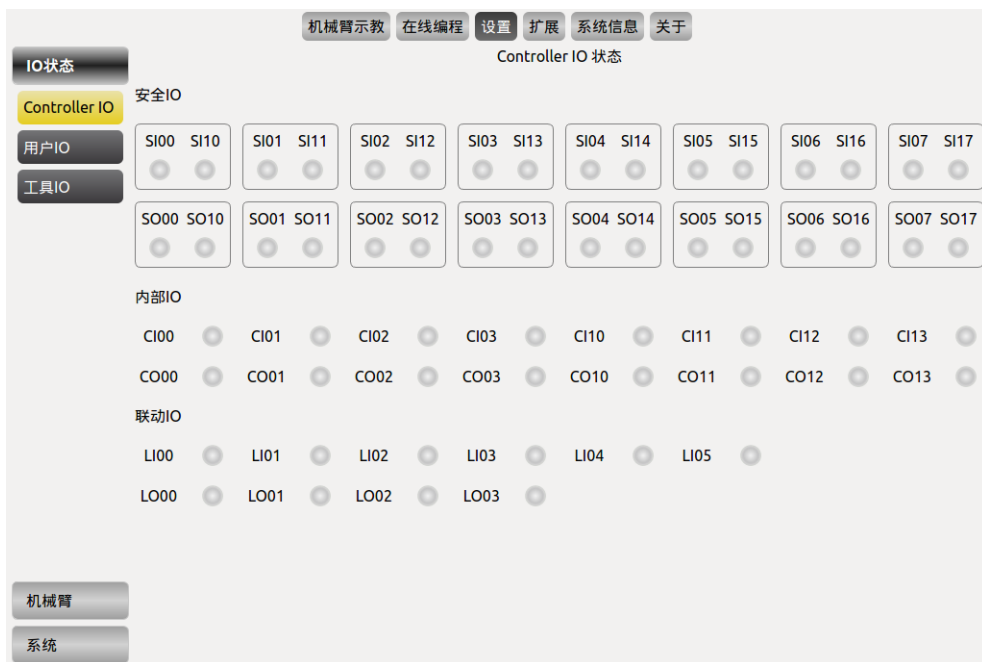 机械臂示教 在线编程 设置 扩展 系统信息 关于
IO状态
Controller IO 状态
Controller IO
安全IO
用户IO
SI00 SI10 SI01 SI11 SI02 SI12 SI03 SI13 SI04 SI14 SI05 SI15 SI06 SI16 SI07 SI17
工具IO
SO00 SO10 SO01 SO11 SO02 SO12 SO03 SO13 SO04 SO14 SO05 SO15 SO06 SO16 SO07 SO17
内部IO
CI00 CI01 CI02 CI03 CI10 CI11 CI12 CI13
CO00 CO01 CO02 CO03 CO10 CO11 CO12 CO13
联动IO
LI00 LI01 LI02 LI03 LI04 LI05
LO00 LO01 LO02 LO03
机械臂
系统